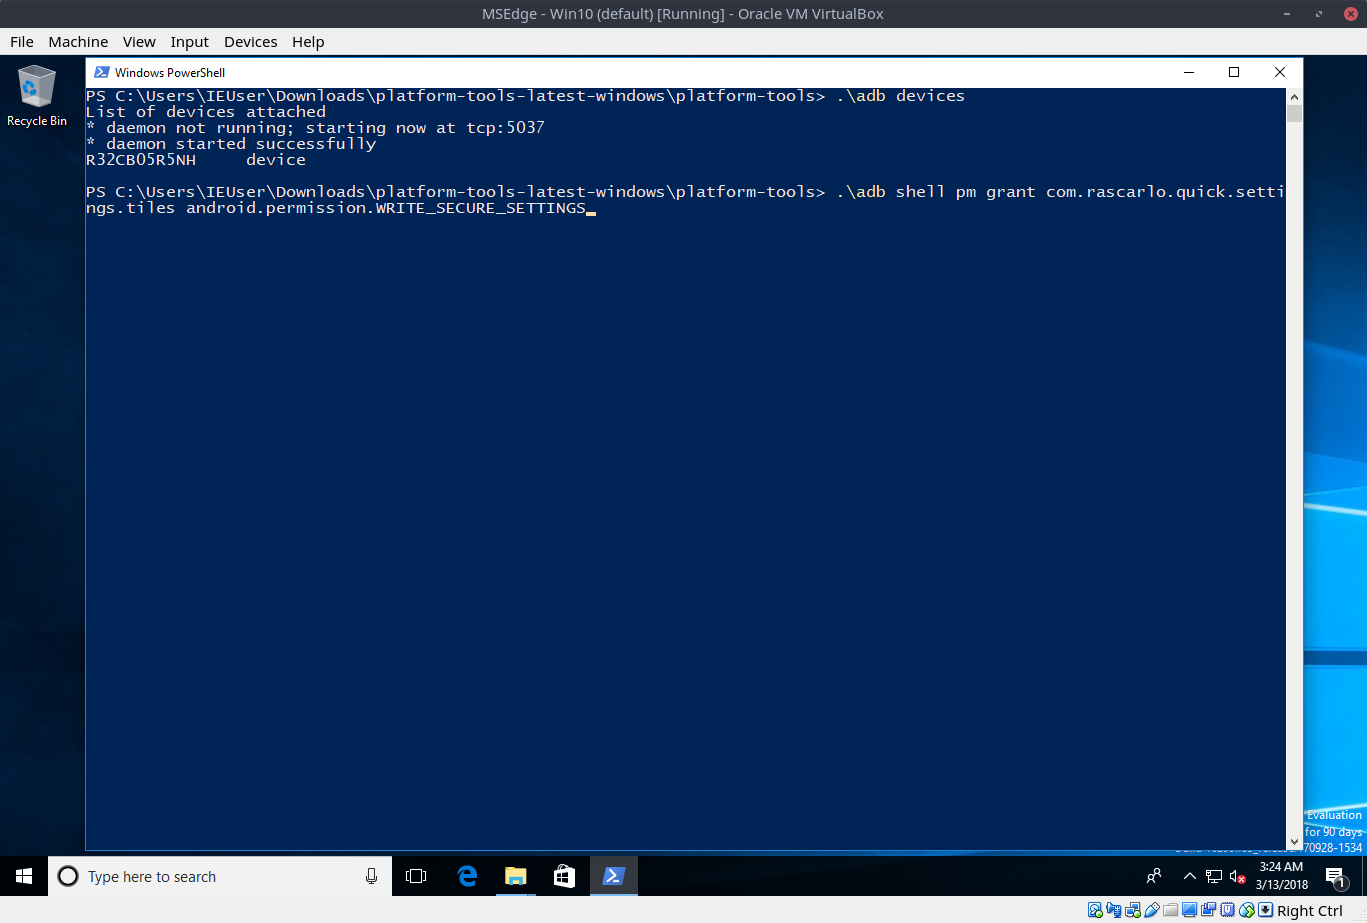 MSEdge - Win10 (default) [Running] - Oracle VM VirtualBox
File Machine View Input Devices Help
Recycle Bin
Windows PowerShell
PS C:\Users\IEUser\Downloads\platform-tools-latest-windows\platform-tools> .\adb devices
List of devices attached
* daemon not running; starting now at tcp:5037
* daemon started successfully
R32CB05R5NH device
PS C:\Users\IEUser\Downloads\platform-tools-latest-windows\platform-tools> .\adb shell pm grant com.rascarlo.quick.setti
ngs.tiles android.permission.WRITE_SECURE_SETTINGS
Evaluation
for 90 days
70928-1534
Type here to search
3:24 AM
3/13/2018
1
Right Ctrl